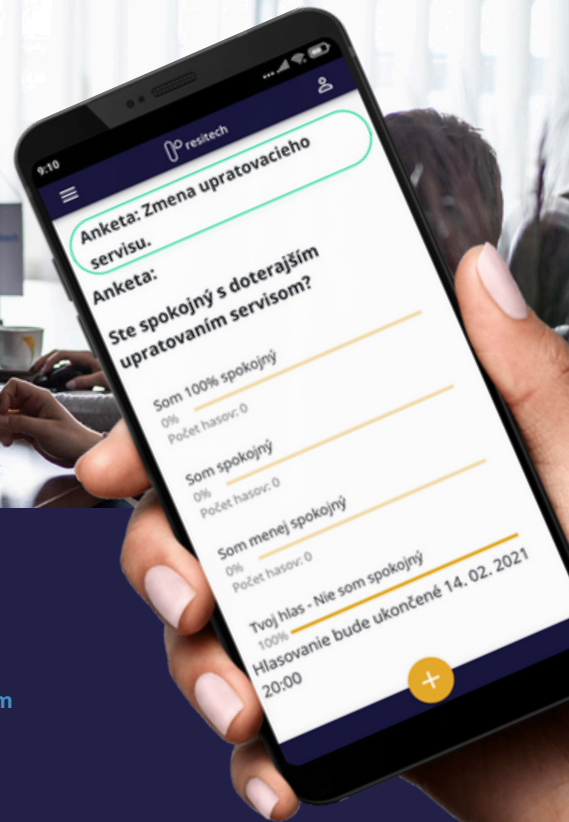 9:10
resitech
Anketa: Zmena upratovacieho
servisu.
Anketa:
Ste spokojný s doterajším
upratovaním servisom?
Som 100% spokojný
0%
Počet hasov: 0
Som spokojný
0%
Počet hasov: 0
Som menej spokojný
0%
Počet hasov: 0
Tvoj hlas - Nie som spokojný
100%
Hlasovanie bude ukončené 14. 02. 2021
20:00
+
m